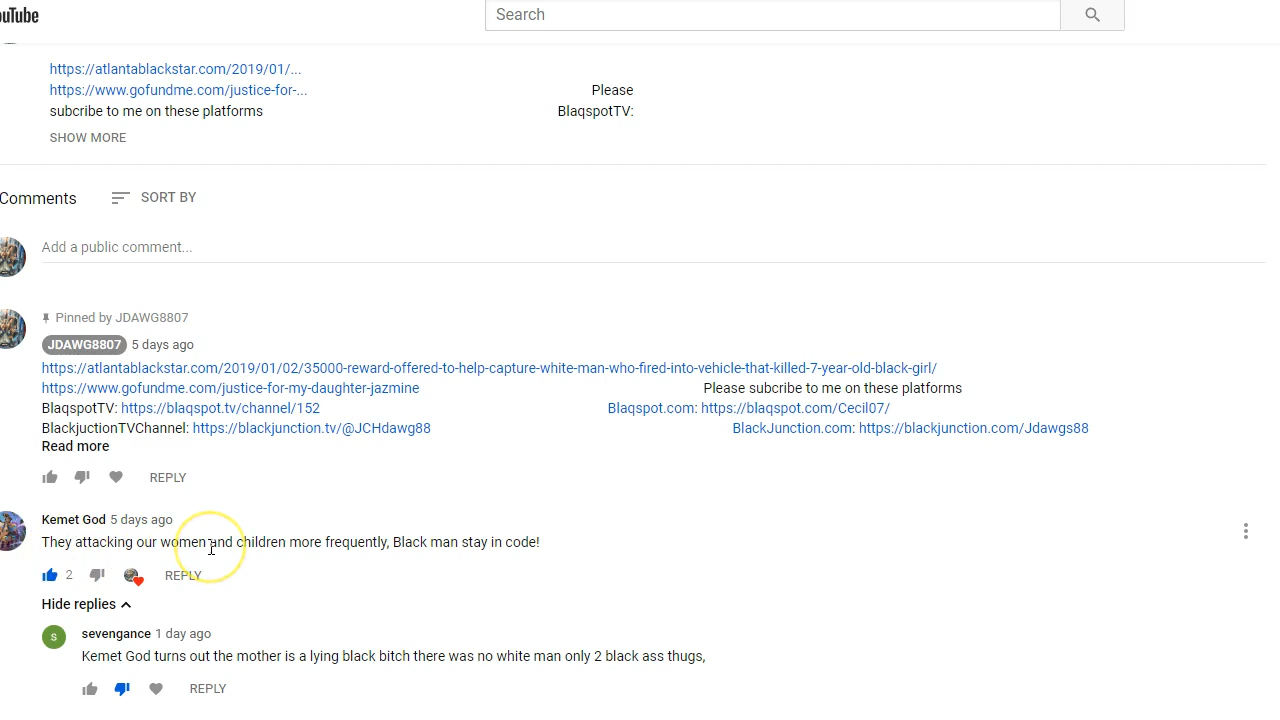 ouTube
Search
https://atlantablackstar.com/2019/01/...
https://www.gofundme.com/justice-for-... Please
subcribe to me on these platforms BlaqspotTV:
SHOW MORE
Comments SORT BY
Add a public comment...
Pinned by JDAWG8807
JDAWG8807 5 days ago
https://atlantablackstar.com/2019/01/02/35000-reward-offered-to-help-capture-white-man-who-fired-into-vehicle-that-killed-7-year-old-black-girl/
https://www.gofundme.com/justice-for-my-daughter-jazmine Please subcribe to me on these platforms
BlaqspotTV: https://blaqspot.tv/channel/152 Blaqspot.com: https://blaqspot.com/Cecil07/
BlackjuctionTVChannel: https://blackjunction.tv/@JCHdawg88 BlackJunction.com: https://blackjunction.com/Jdawgs88
Read more
REPLY
Kemet God 5 days ago
They attacking our women and children more frequently, Black man stay in code!
2 REPLY
Hide replies
s
sevengance 1 day ago
Kemet God turns out the mother is a lying black bitch there was no white man only 2 black ass thugs,
REPLY